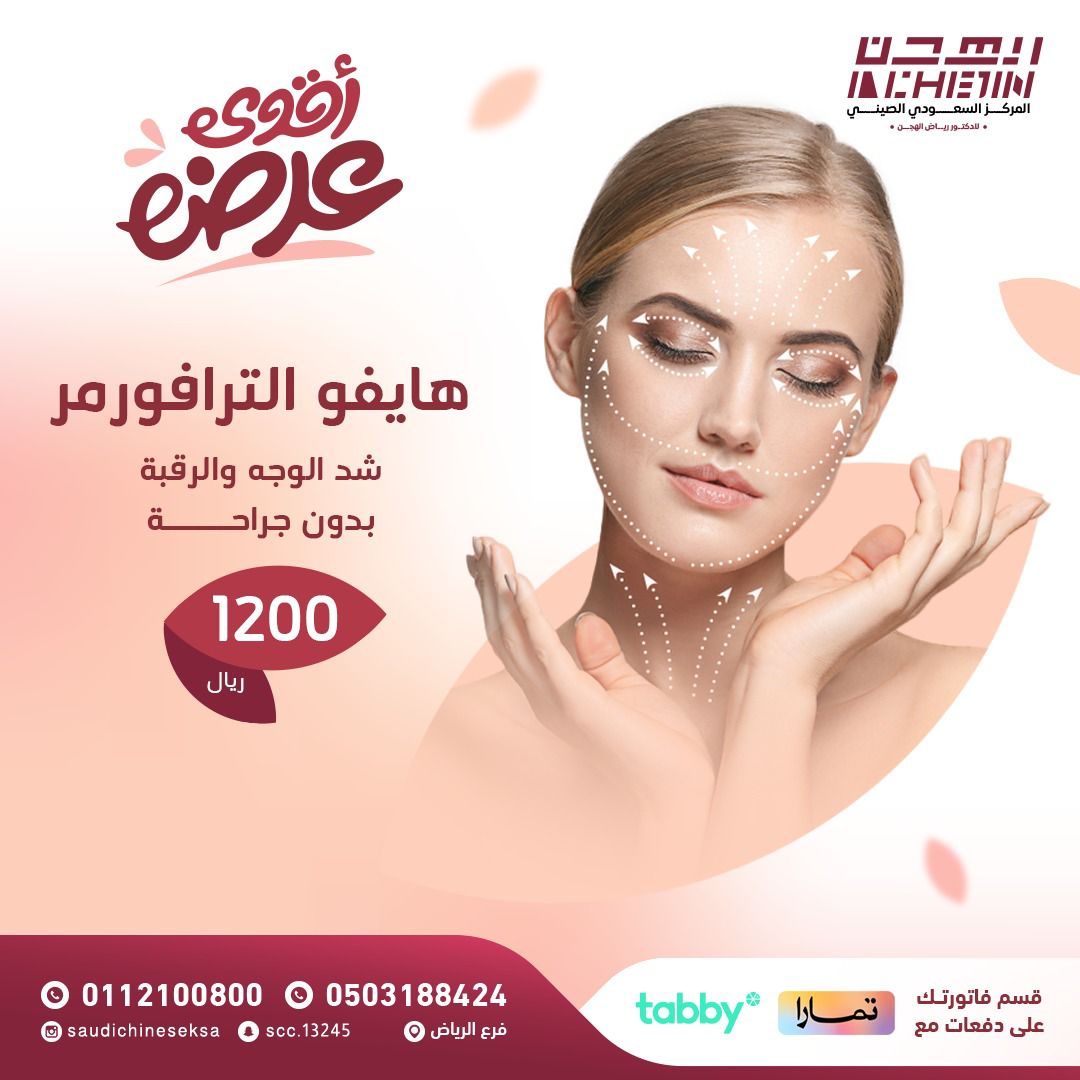 الهجن
ALHEJIN
المركز السعودي الصيني
• للدكتور رياض الهجن •
أقوى
عرض
هايفو الترافورمر
شد الوجه والرقبة
بدون جراحة
1200
ريال
قسم فاتورتك
على دفعات مع
تمارا
tabby
0112100800 0503188424
saudichineseksa scc.13245 فرع الرياض